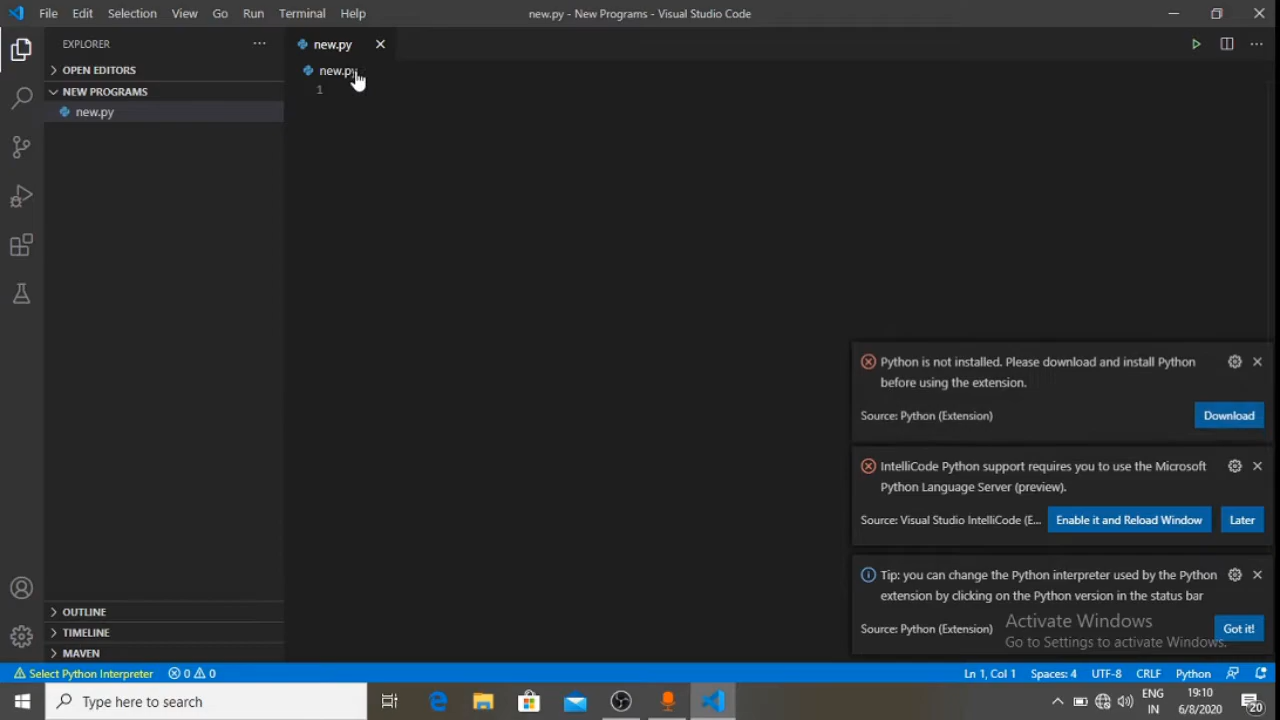 File Edit Selection View Go Run Terminal Help
new.py - New Programs - Visual Studio Code
EXPLORER
new.py
OPEN EDITORS
new.py
NEW PROGRAMS
1
new.py
Python is not installed. Please download and install Python
before using the extension.
Source: Python (Extension)
Download
IntelliCode Python support requires you to use the Microsoft
Python Language Server (preview).
Source: Visual Studio IntelliCode (E...
Enable it and Reload Window
Later
Tip: you can change the Python interpreter used by the Python
extension by clicking on the Python version in the status bar
Source: Python (Extension)
Got it!
Activate Windows
Go to Settings to activate Windows.
OUTLINE
TIMELINE
MAVEN
Select Python Interpreter 0 0
Ln 1, Col 1 Spaces: 4 UTF-8 CRLF Python
Type here to search
ENG
IN
19:10
6/8/2020
20